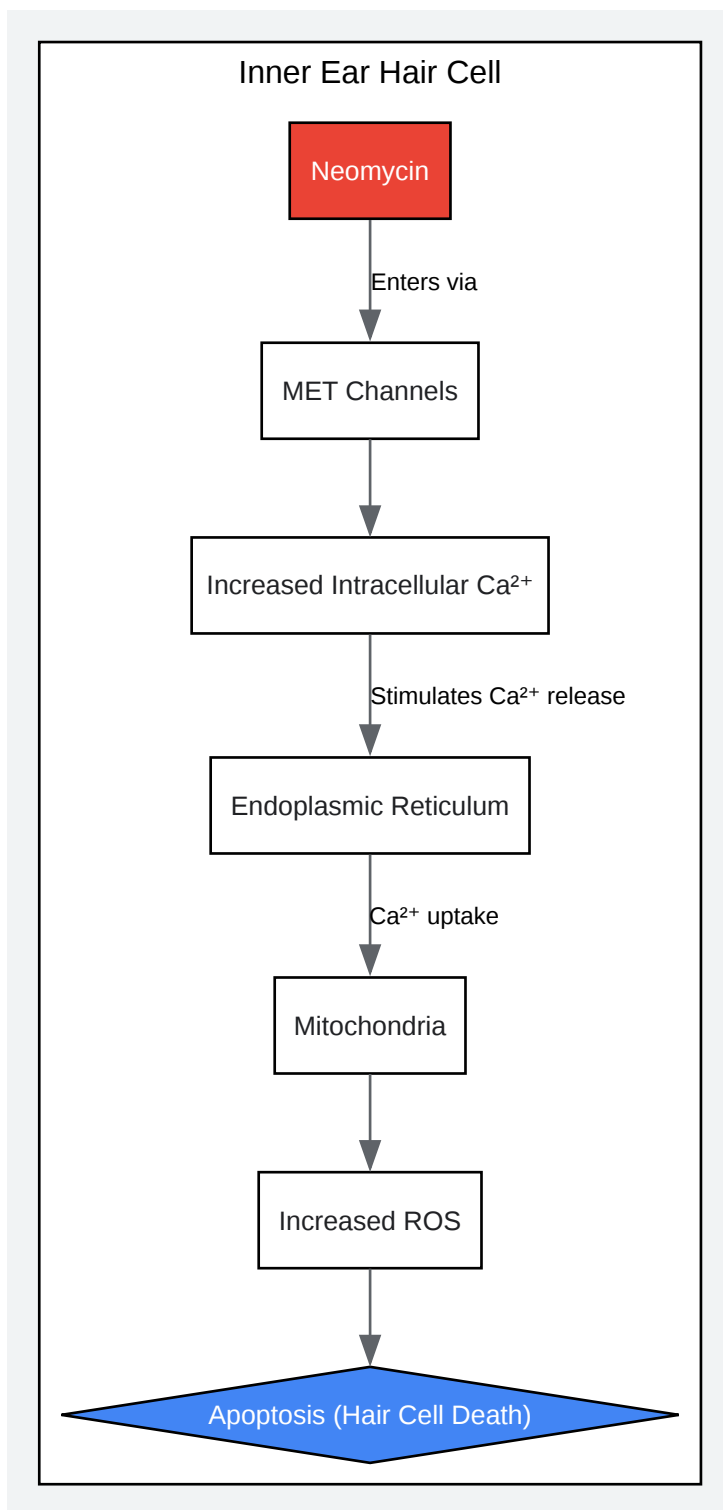 Inner Ear Hair Cell
Neomycin
Enters via
MET Channels
Increased Intracellular Ca²⁺
Stimulates Ca²⁺ release
Endoplasmic Reticulum
Ca²⁺ uptake
Mitochondria
Increased ROS
Apoptosis (Hair Cell Death)